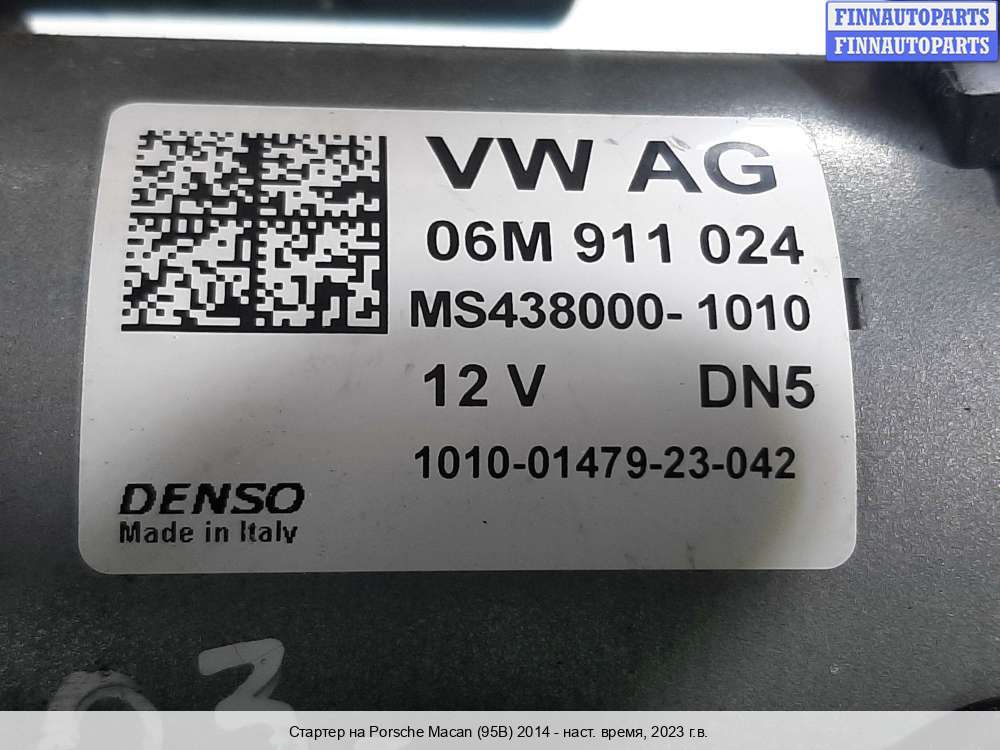 FINNAUTOPARTS
FINNAUTOPARTS
VW AG
06M 911 024
MS438000-1010
12 V DN5
1010-01479-23-042
DENSO
Made in Italy
03
Стартер на Porsche Macan (95B) 2014 - наст. время, 2023 г.в.